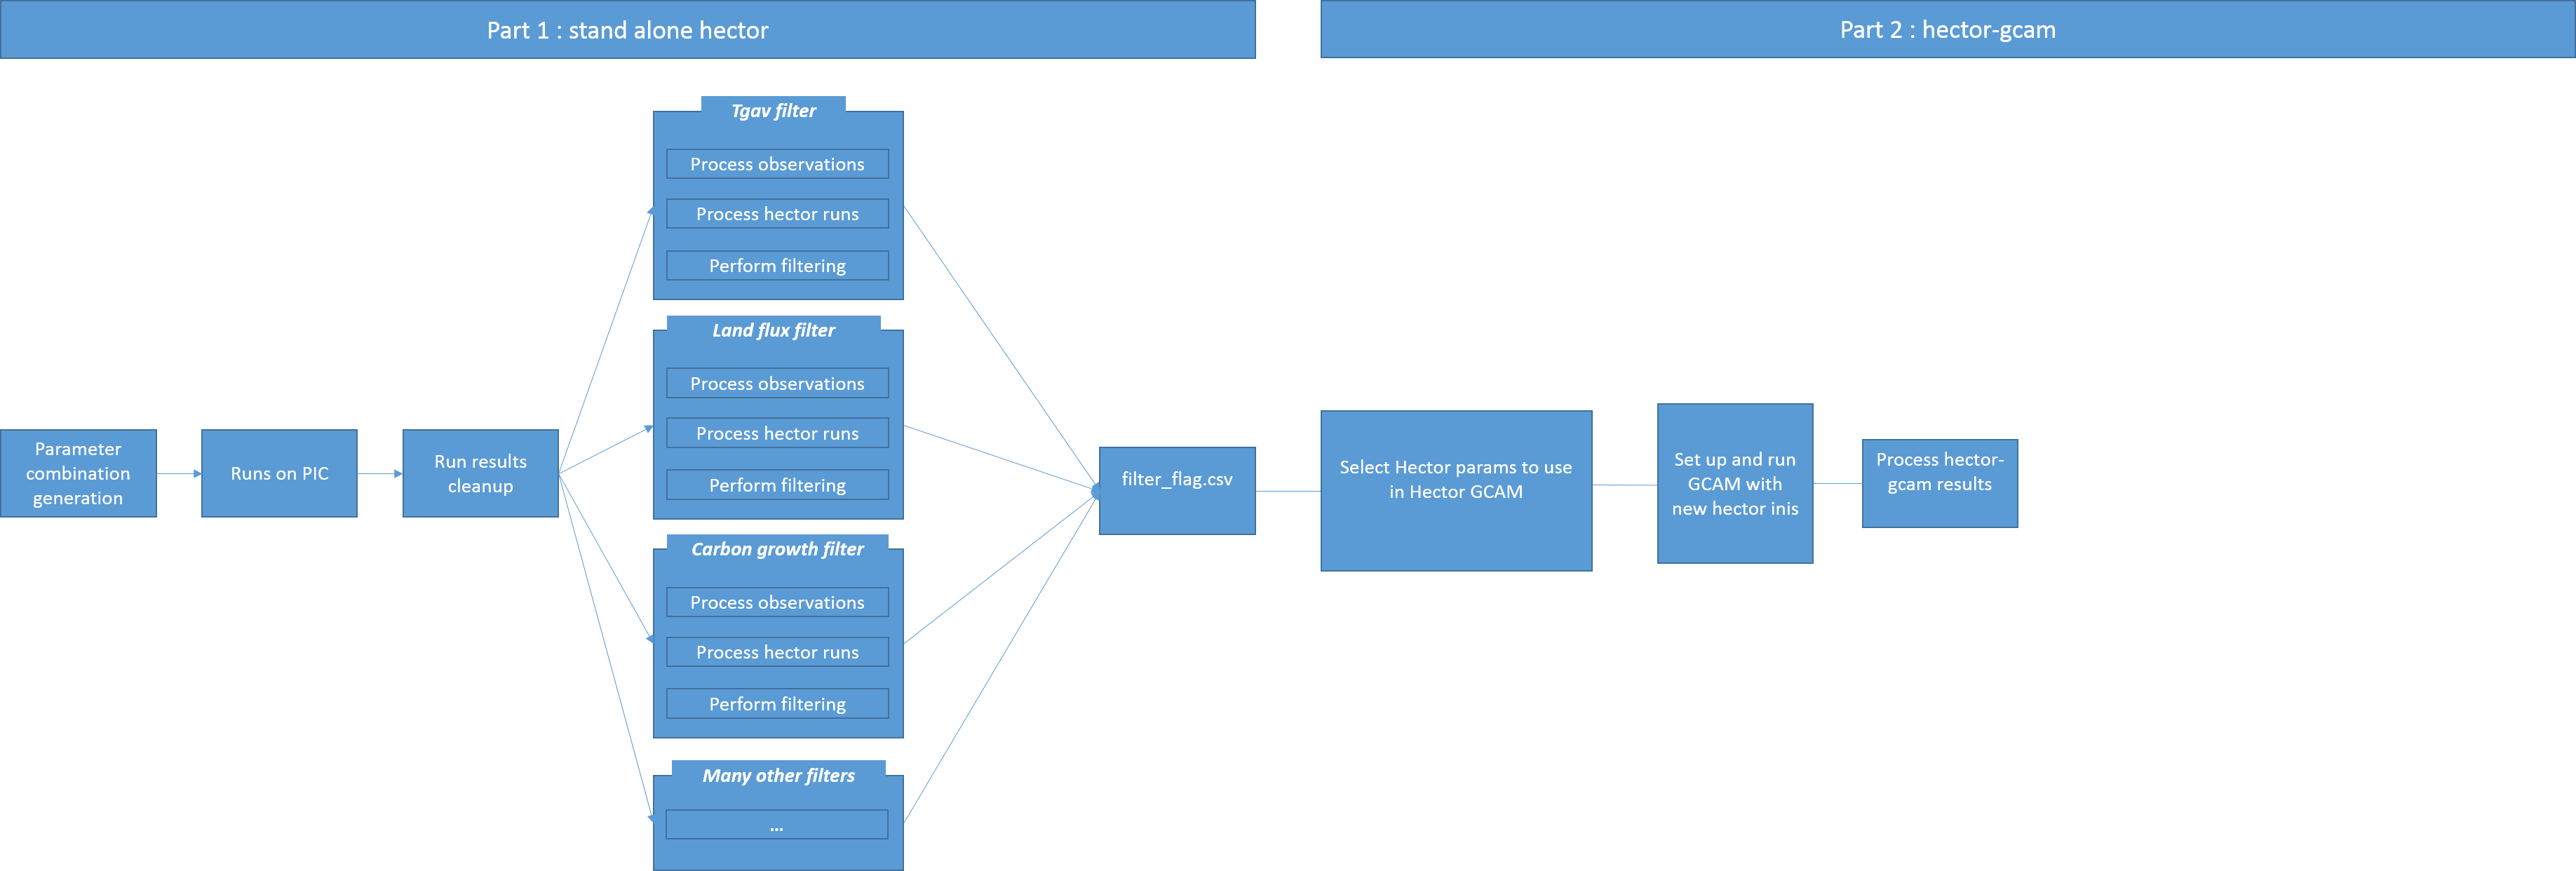 Part 1 : stand alone hector
Part 2 : hector-gcam
Parameter
combination
generation
Runs on PIC
Run results
cleanup
Tgav filter
Process observations
Process hector runs
Perform filtering
Land flux filter
Process observations
Process hector runs
Perform filtering
Carbon growth filter
Process observations
Process hector runs
Perform filtering
Many other filters
...
filter_flag.csv
Select Hector params to use
in Hector GCAM
Set up and run
GCAM with
new hector inis
Process hector-
gcam results